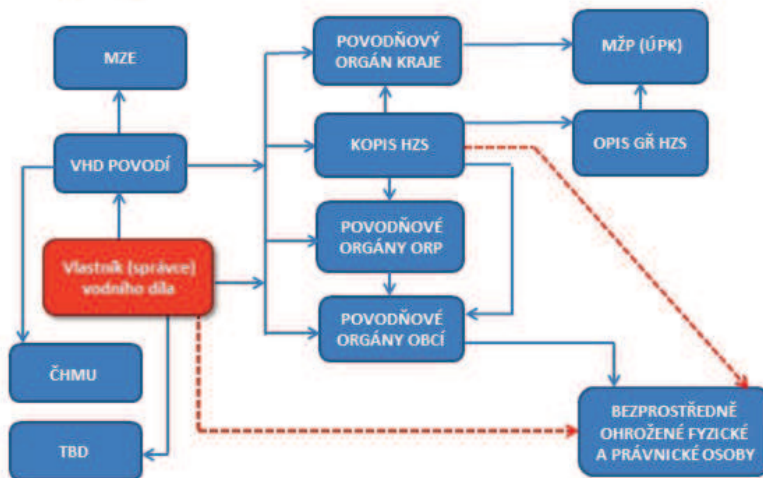 MZE
POVODŇOVÝ
ORGÁN KRAJE
MŽP (ÚPK)
VHD POVODÍ
KOPIS HZS
OPIS GŘ HZS
Vlastník (správce)
vodního díla
POVODŇOVÉ
ORGÁNY ORP
POVODŇOVÉ
ORGÁNY OBCÍ
ČHMU
TBD
BEZPROSTŘEDNĚ
OHROŽENÉ FYZICKÉ
A PRÁVNICKÉ OSOBY